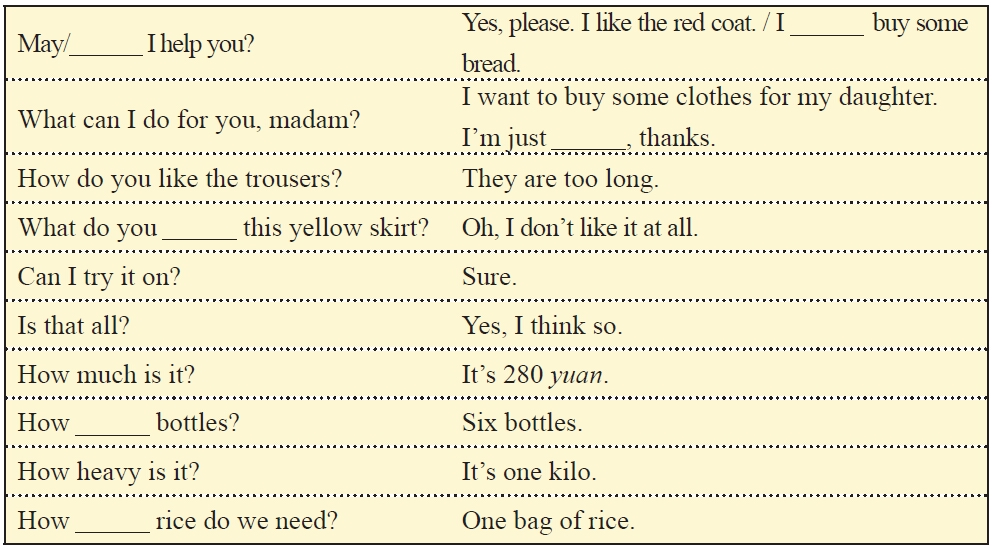 May/______ I help you?
Yes, please. I like the red coat. / I ______ buy some
bread.
What can I do for you, madam?
I want to buy some clothes for my daughter.
I'm just ______, thanks.
How do you like the trousers?
They are too long.
What do you ______ this yellow skirt?
Oh, I don't like it at all.
Can I try it on?
Sure.
Is that all?
Yes, I think so.
How much is it?
It's 280 yuan.
How ______ bottles?
Six bottles.
How heavy is it?
It's one kilo.
How ______ rice do we need?
One bag of rice.